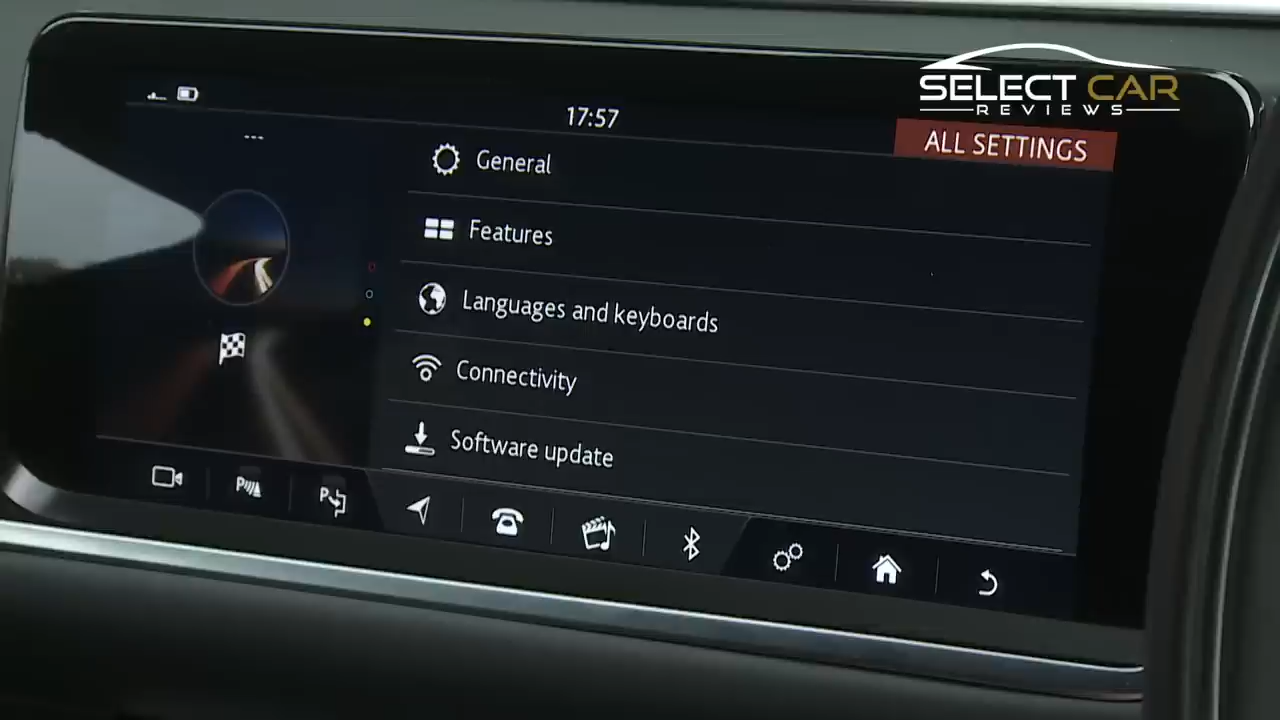 SELECT CAR
REVIEWS
17:57
ALL SETTINGS
General
Features
Languages and keyboards
Connectivity
Software update